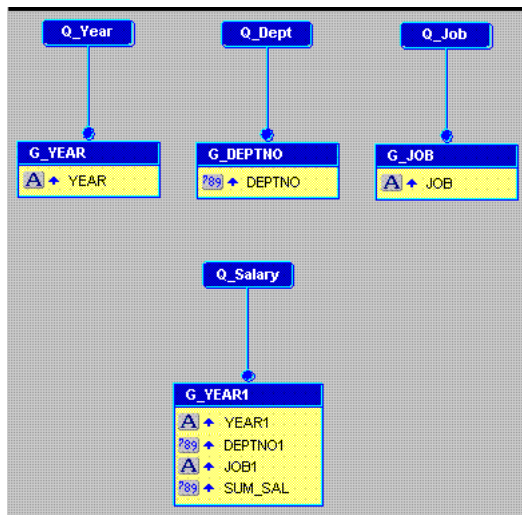 Q_Year
Q_Dept
Q_Job
G_YEAR
A YEAR
G_DEPTNO
789 DEPTNO
G_JOB
A JOB
Q_Salary
G_YEAR1
A YEAR1
789 DEPTNO1
A JOB1
789 SUM_SAL